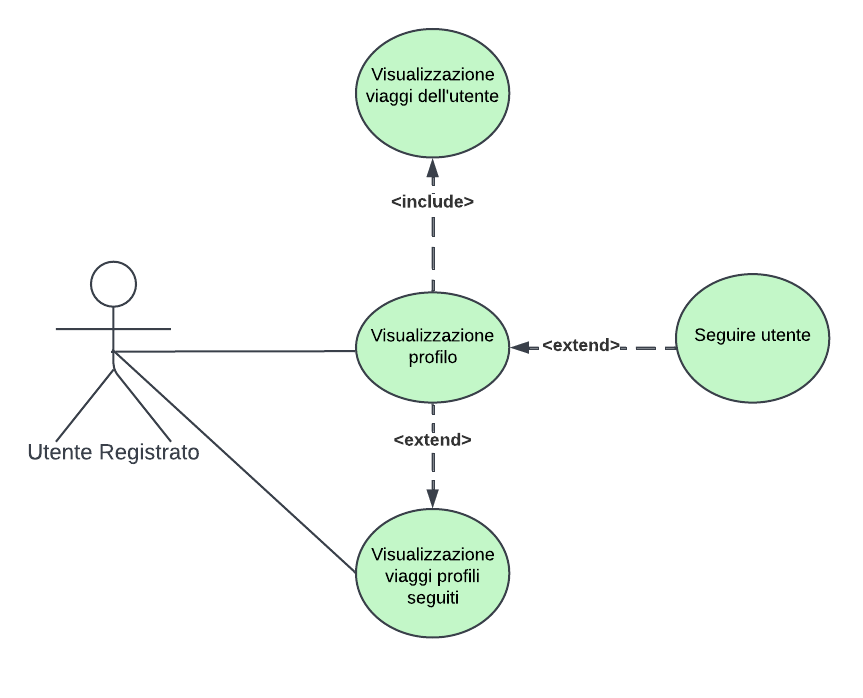 Visualizzazione
viaggi dell'utente
<include>
Visualizzazione
profilo
<extend>
Seguire utente
<extend>
Utente Registrato
Visualizzazione
viaggi profili
seguiti